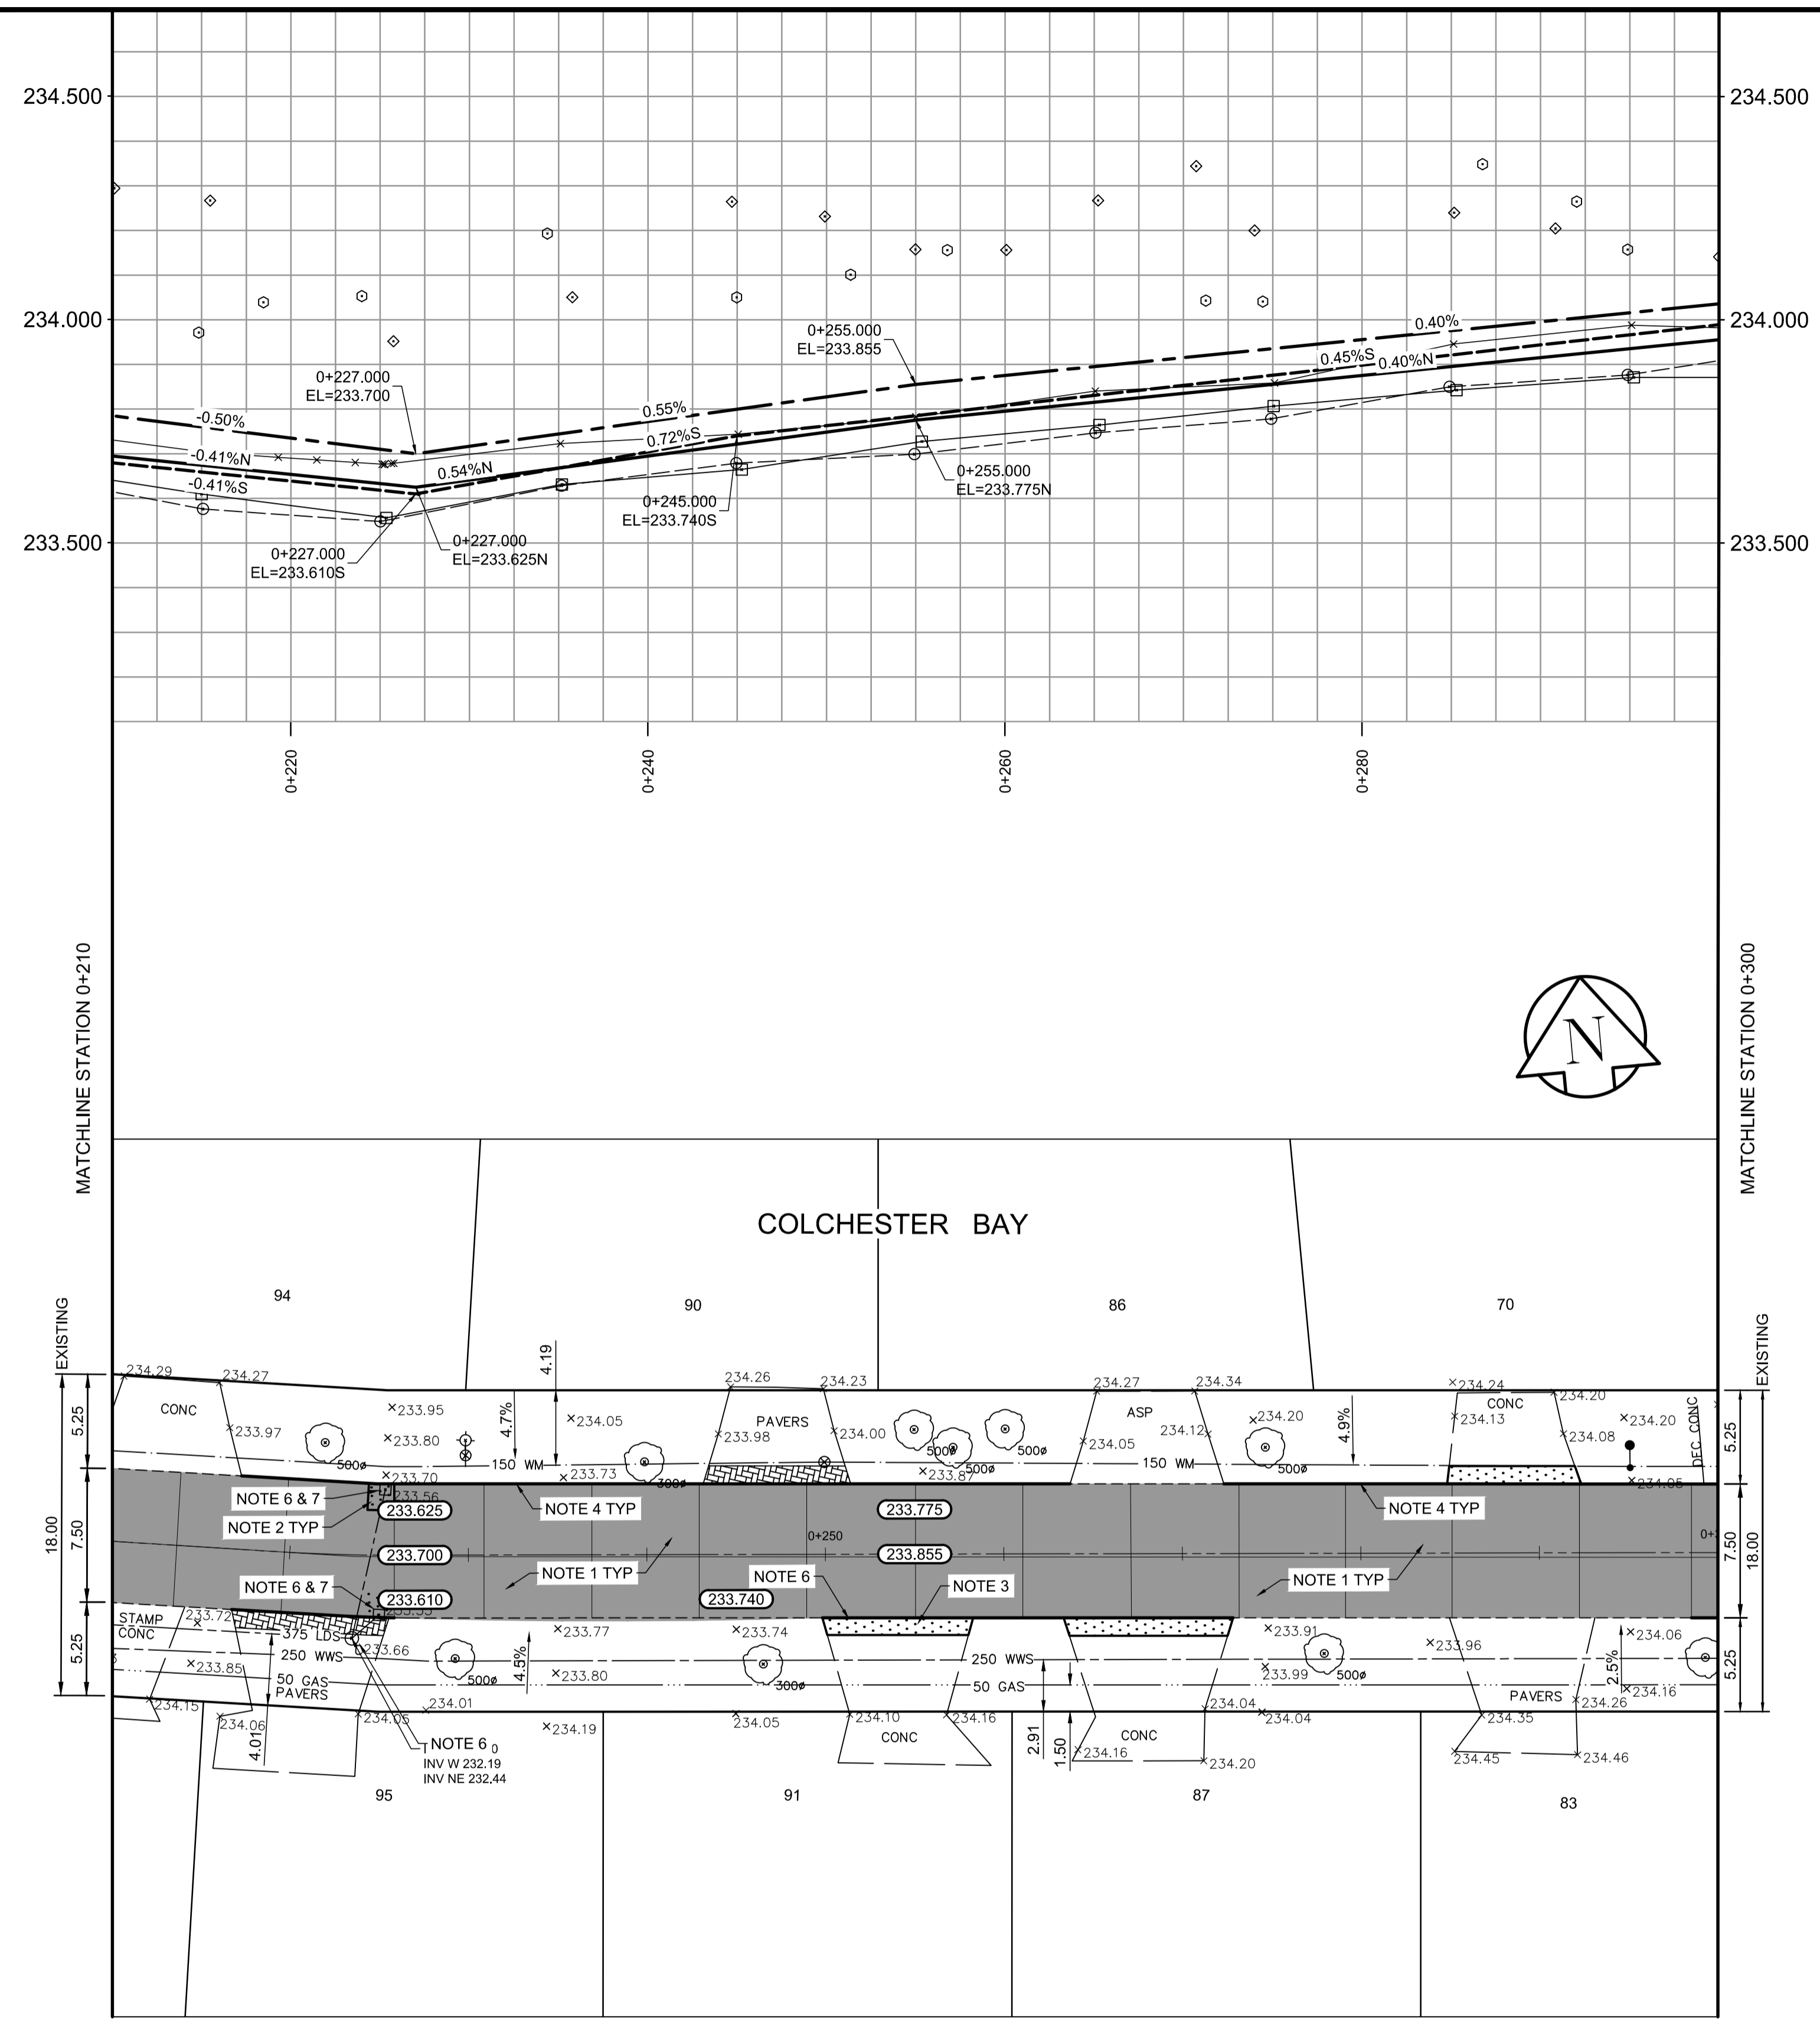 234.500
234.500
234.000
234.000
233.500
233.500
0+227.000
EL=233.700
-0.50%
-0.41%N
-0.41%S
0.54%N
0.55%
0.72%S
0+255.000
EL=233.855
0.40%
0.45%S
0.40%N
0+255.000
EL=233.775N
0+245.000
EL=233.740S
0+227.000
EL=233.610S
0+227.000
EL=233.625N
0+220
0+240
0+260
0+280
MATCHLINE STATION 0+210
MATCHLINE STATION 0+300
N
COLCHESTER BAY
94
90
86
70
EXISTING
EXISTING
18.00
5.25
7.50
5.25
5.25
7.50
5.25
18.00
234.29
234.27
CONC
233.97
233.95
233.80
233.70
500ø
4.7%
4.19
234.05
150 WM
233.73
300ø
234.26
234.23
PAVERS
233.98
234.00
500ø
500ø
500ø
233.87
234.27
234.34
ASP
234.05
234.12
150 WM
234.20
500ø
4.9%
234.24
234.20
CONC
234.13
234.08
234.20
234.05
DEC CONC
NOTE 6 & 7
NOTE 2 TYP
233.56
233.625
233.700
233.610
NOTE 6 & 7
NOTE 4 TYP
NOTE 1 TYP
233.775
0+250
233.855
233.740
NOTE 6
NOTE 3
NOTE 4 TYP
NOTE 1 TYP
STAMP
CONC
233.72
375 LDS
250 WWS
50 GAS
PAVERS
233.66
233.85
234.15
234.06
4.01
234.05
234.01
500ø
4.5%
233.77
233.80
234.19
233.74
300ø
234.05
234.10
234.16
CONC
250 WWS
50 GAS
2.91
1.50
234.16
CONC
234.04
234.20
233.91
233.99
234.04
500ø
233.96
PAVERS
234.35
234.45
234.26
234.46
2.5%
234.06
234.16
NOTE 6
INV W 232.19
INV NE 232.44
95
91
87
83